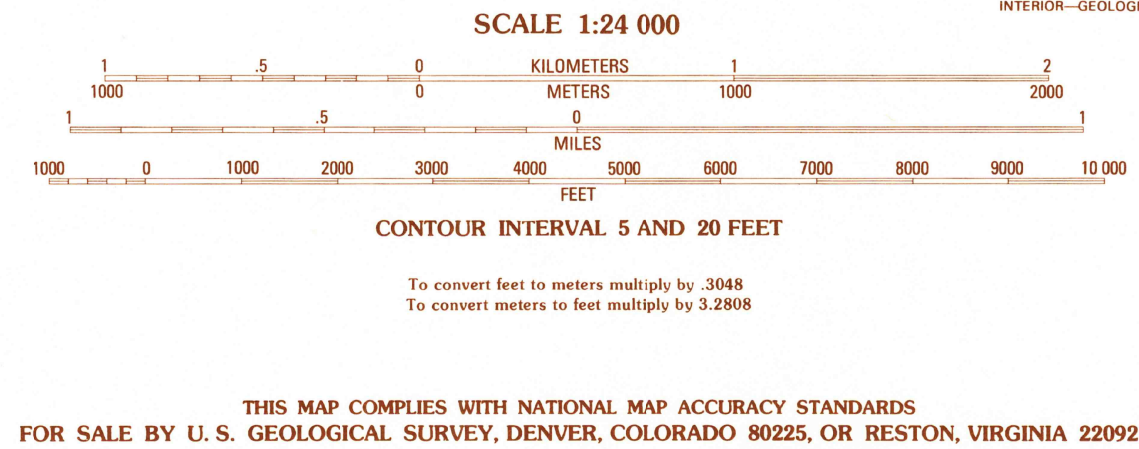 INTERIOR—GEOLOGI
SCALE 1:24 000
1 .5 0 KILOMETERS 1 2
1000 0 METERS 1000 2000
1 .5 0 1
MILES
1000 0 1000 2000 3000 4000 5000 6000 7000 8000 9000 10 000
FEET
CONTOUR INTERVAL 5 AND 20 FEET
To convert feet to meters multiply by .3048
To convert meters to feet multiply by 3.2808
THIS MAP COMPLIES WITH NATIONAL MAP ACCURACY STANDARDS
FOR SALE BY U. S. GEOLOGICAL SURVEY, DENVER, COLORADO 80225, OR RESTON, VIRGINIA 22092